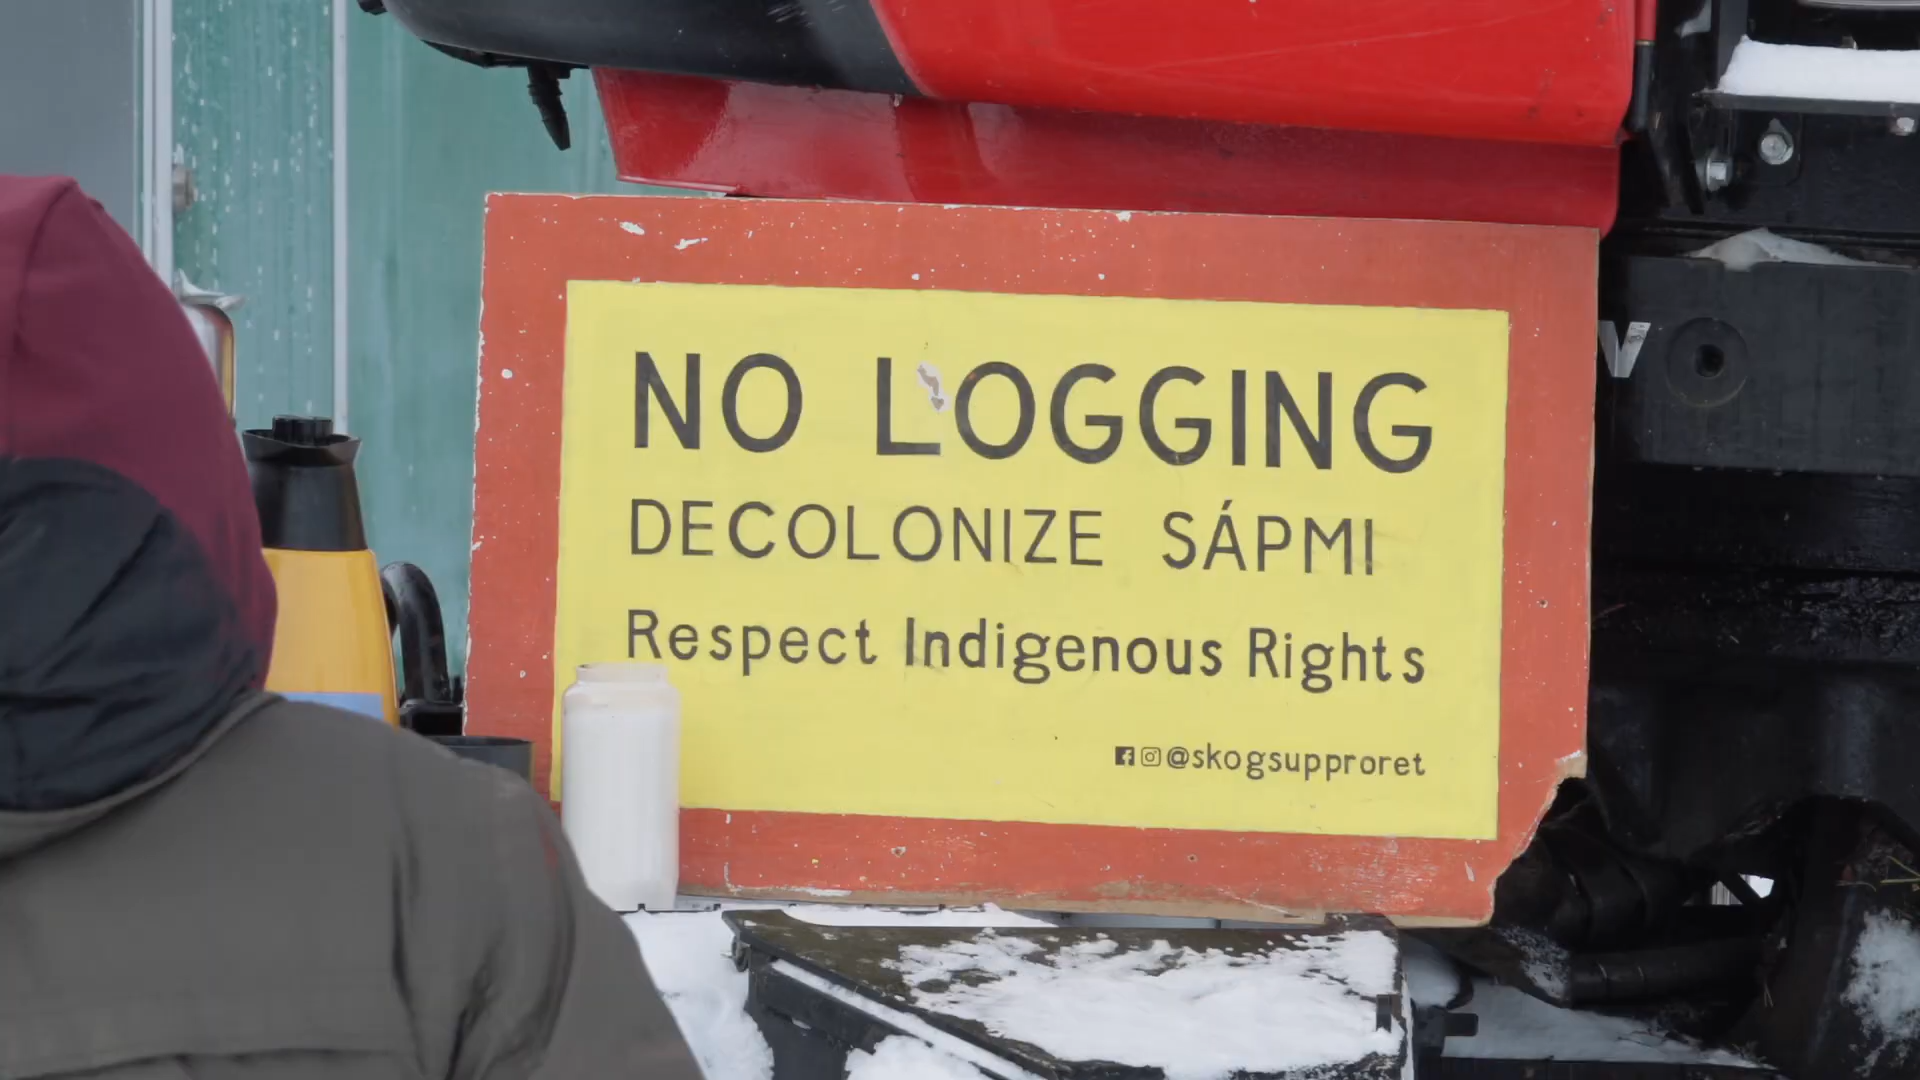 NO LOGGING
DECOLONIZE SÁPMI
Respect Indigenous Rights
@skogsupproret